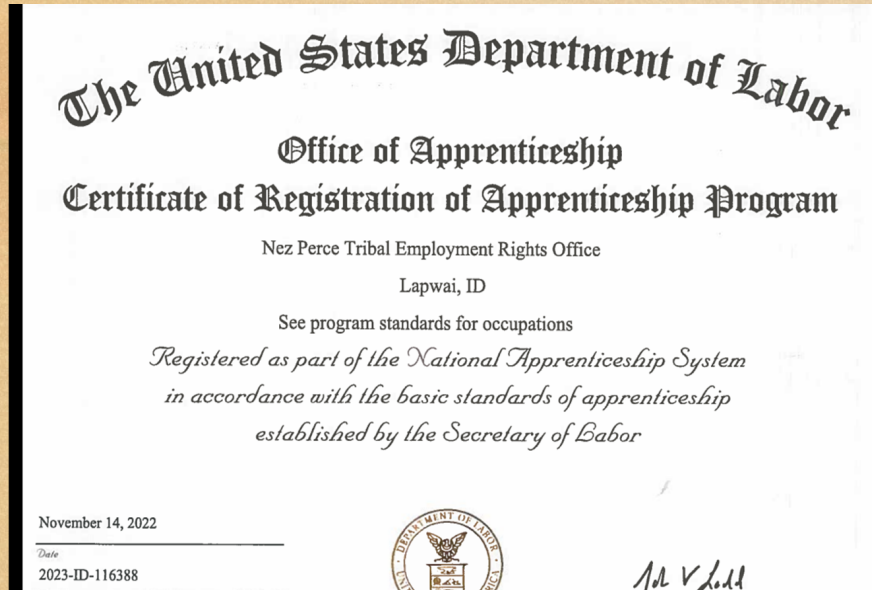 The United States Department of Labor
Office of Apprenticeship
Certificate of Registration of Apprenticeship Program
Nez Perce Tribal Employment Rights Office
Lapwai, ID
See program standards for occupations
Registered as part of the National Apprenticeship System
in accordance with the basic standards of apprenticeship
established by the Secretary of Labor
November 14, 2022
Date
2023-ID-116388
DEPARTMENT OF LABOR